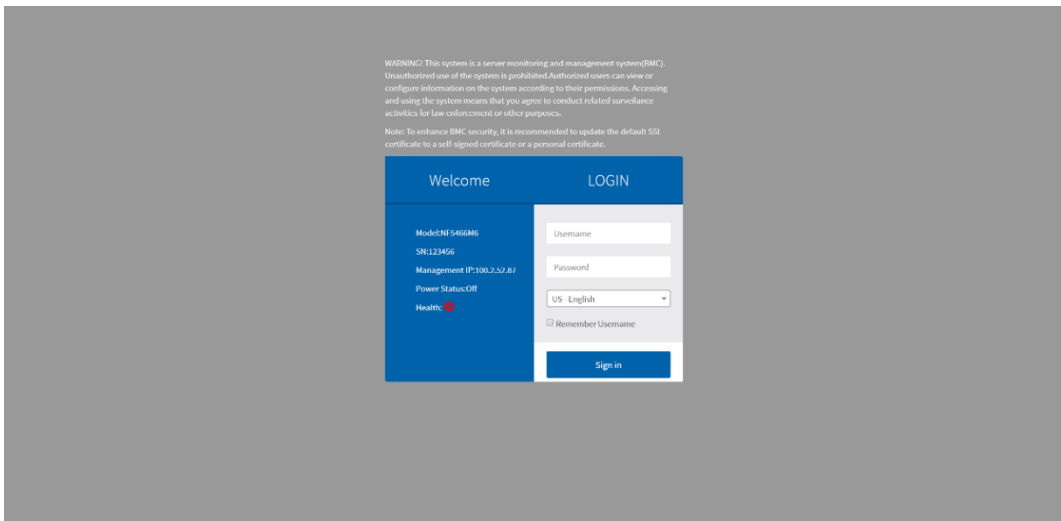 WARNING! This system is a server monitoring and management system(BMC).
Unauthorized use of the system is prohibited.Authorized users can view or
configure information on the system according to their permissions. Accessing
and using the system means that you agree to conduct related surveilance
activities for law enforcement or other purposes.
Note: To enhance BMC security, it is recommended to update the default SSL
certificate to a self-signed certificate or a personal certificate.
Welcome
LOGIN
Model:NF5466M6
SN:123456
Management IP:100.2.52.87
Power Status:Off
Health:
Username
Password
US - English
Remember Username
Sign in